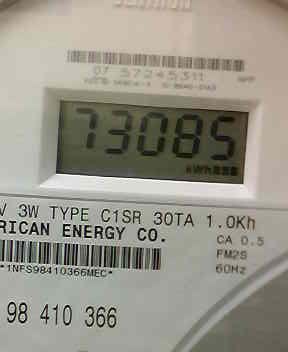 07 57245311
73085
kWh
V 3W TYPE C1SR 30TA 1.0Kh
RICAN ENERGY CO.
CA 0.5
FM2S
60Hz
*1NFS98410366MEC*
98 410 366